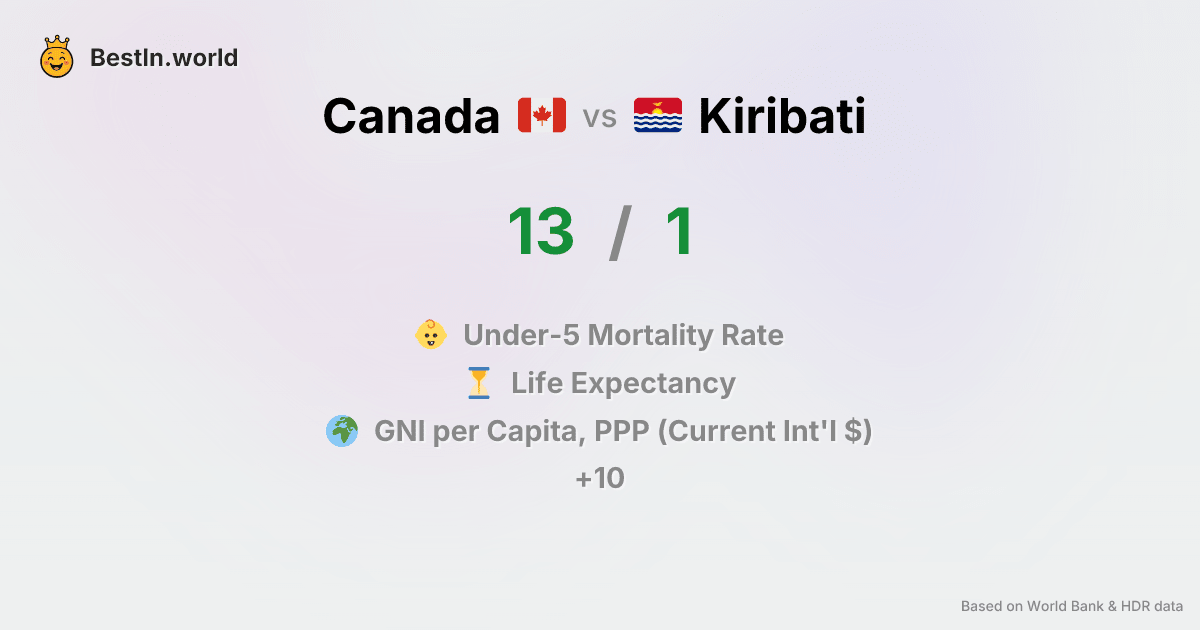 BestIn.world
Canada vs Kiribati
13 / 1
Under-5 Mortality Rate
Life Expectancy
GNI per Capita, PPP (Current Int'l $)
+10
Based on World Bank & HDR data